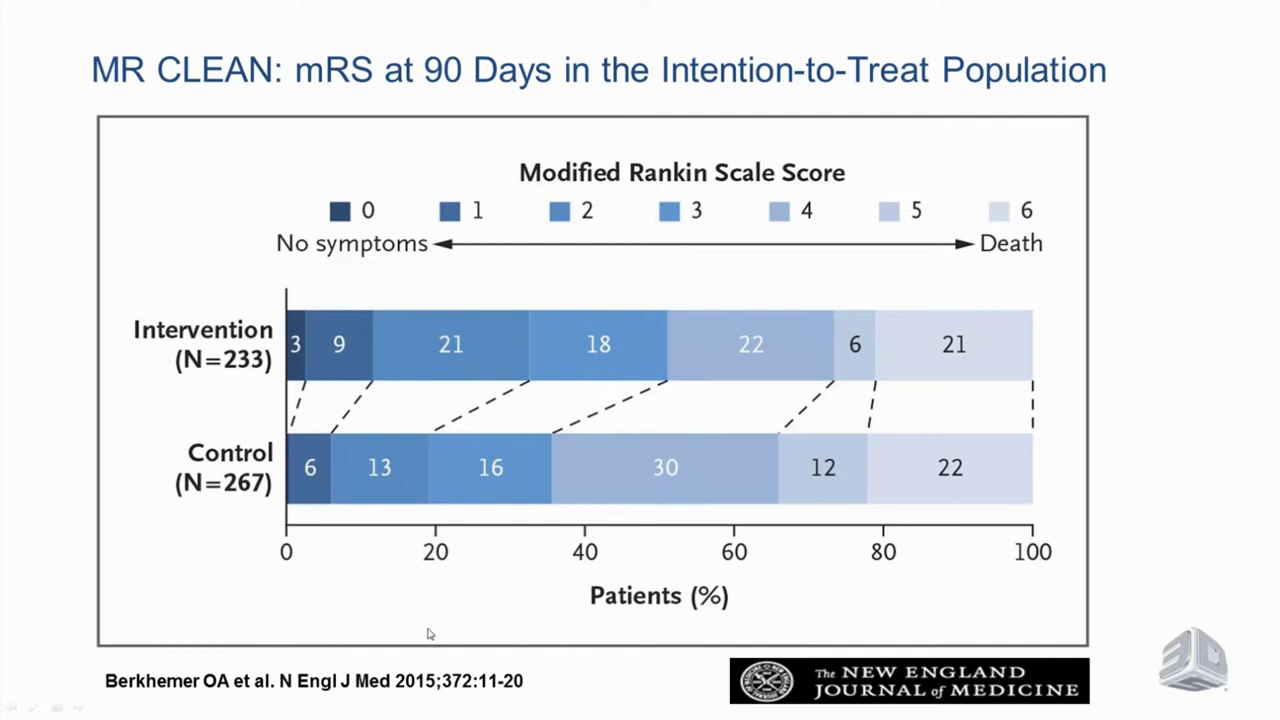 MR CLEAN: mRS at 90 Days in the Intention-to-Treat Population
Modified Rankin Scale Score
0 1 2 3 4 5 6
No symptoms Death
Intervention
(N=233)
3 9 21 18 22 6 21
Control
(N=267)
6 13 16 30 12 22
0 20 40 60 80 100
Patients (%)
Berkhemer OA et al. N Engl J Med 2015;372:11-20
The NEW ENGLAND
JOURNAL of MEDICINE